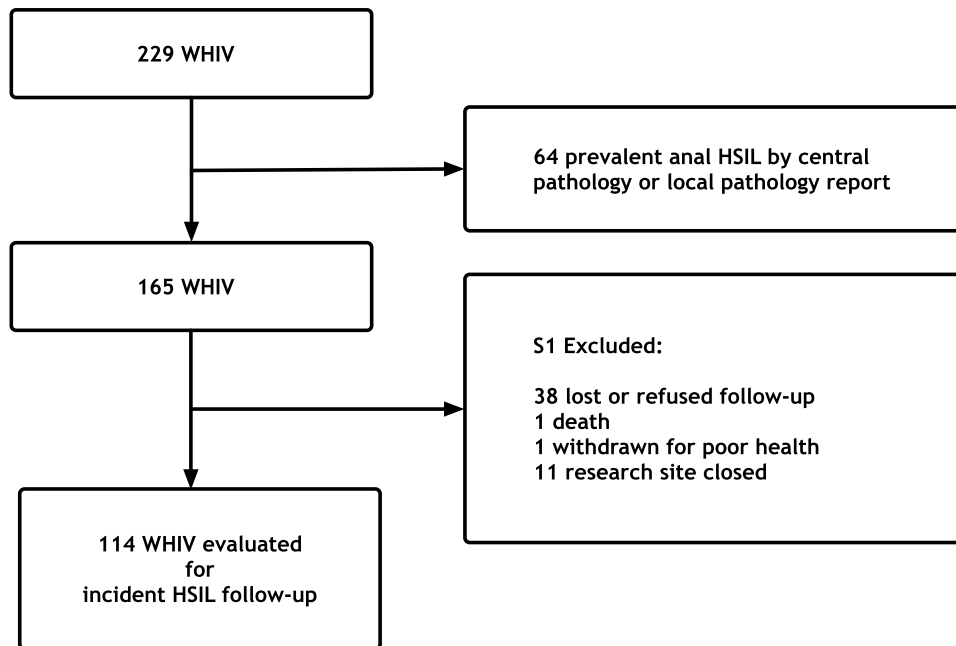 229 WHIV
64 prevalent anal HSIL by central
pathology or local pathology report
165 WHIV
S1 Excluded:
38 lost or refused follow-up
1 death
1 withdrawn for poor health
11 research site closed
114 WHIV evaluated
for
incident HSIL follow-up